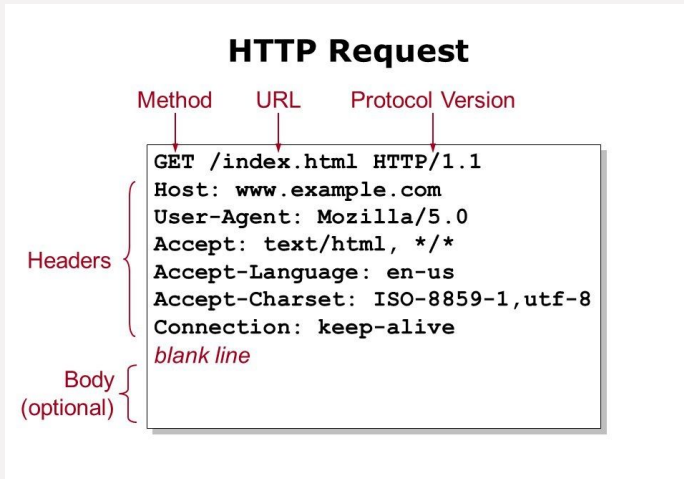 HTTP Request
Method URL Protocol Version
GET /index.html HTTP/1.1
Host: www.example.com
User-Agent: Mozilla/5.0
Accept: text/html, */*
Accept-Language: en-us
Accept-Charset: ISO-8859-1,utf-8
Connection: keep-alive
blank line
Headers
Body
(optional)